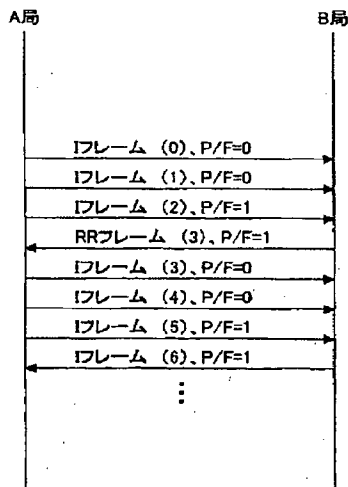 A局 B局
Iフレーム (0)、P/F=0
Iフレーム (1)、P/F=0
Iフレーム (2)、P/F=1
RRフレーム (3)、P/F=1
Iフレーム (3)、P/F=0
Iフレーム (4)、P/F=0
Iフレーム (5)、P/F=1
Iフレーム (6)、P/F=1